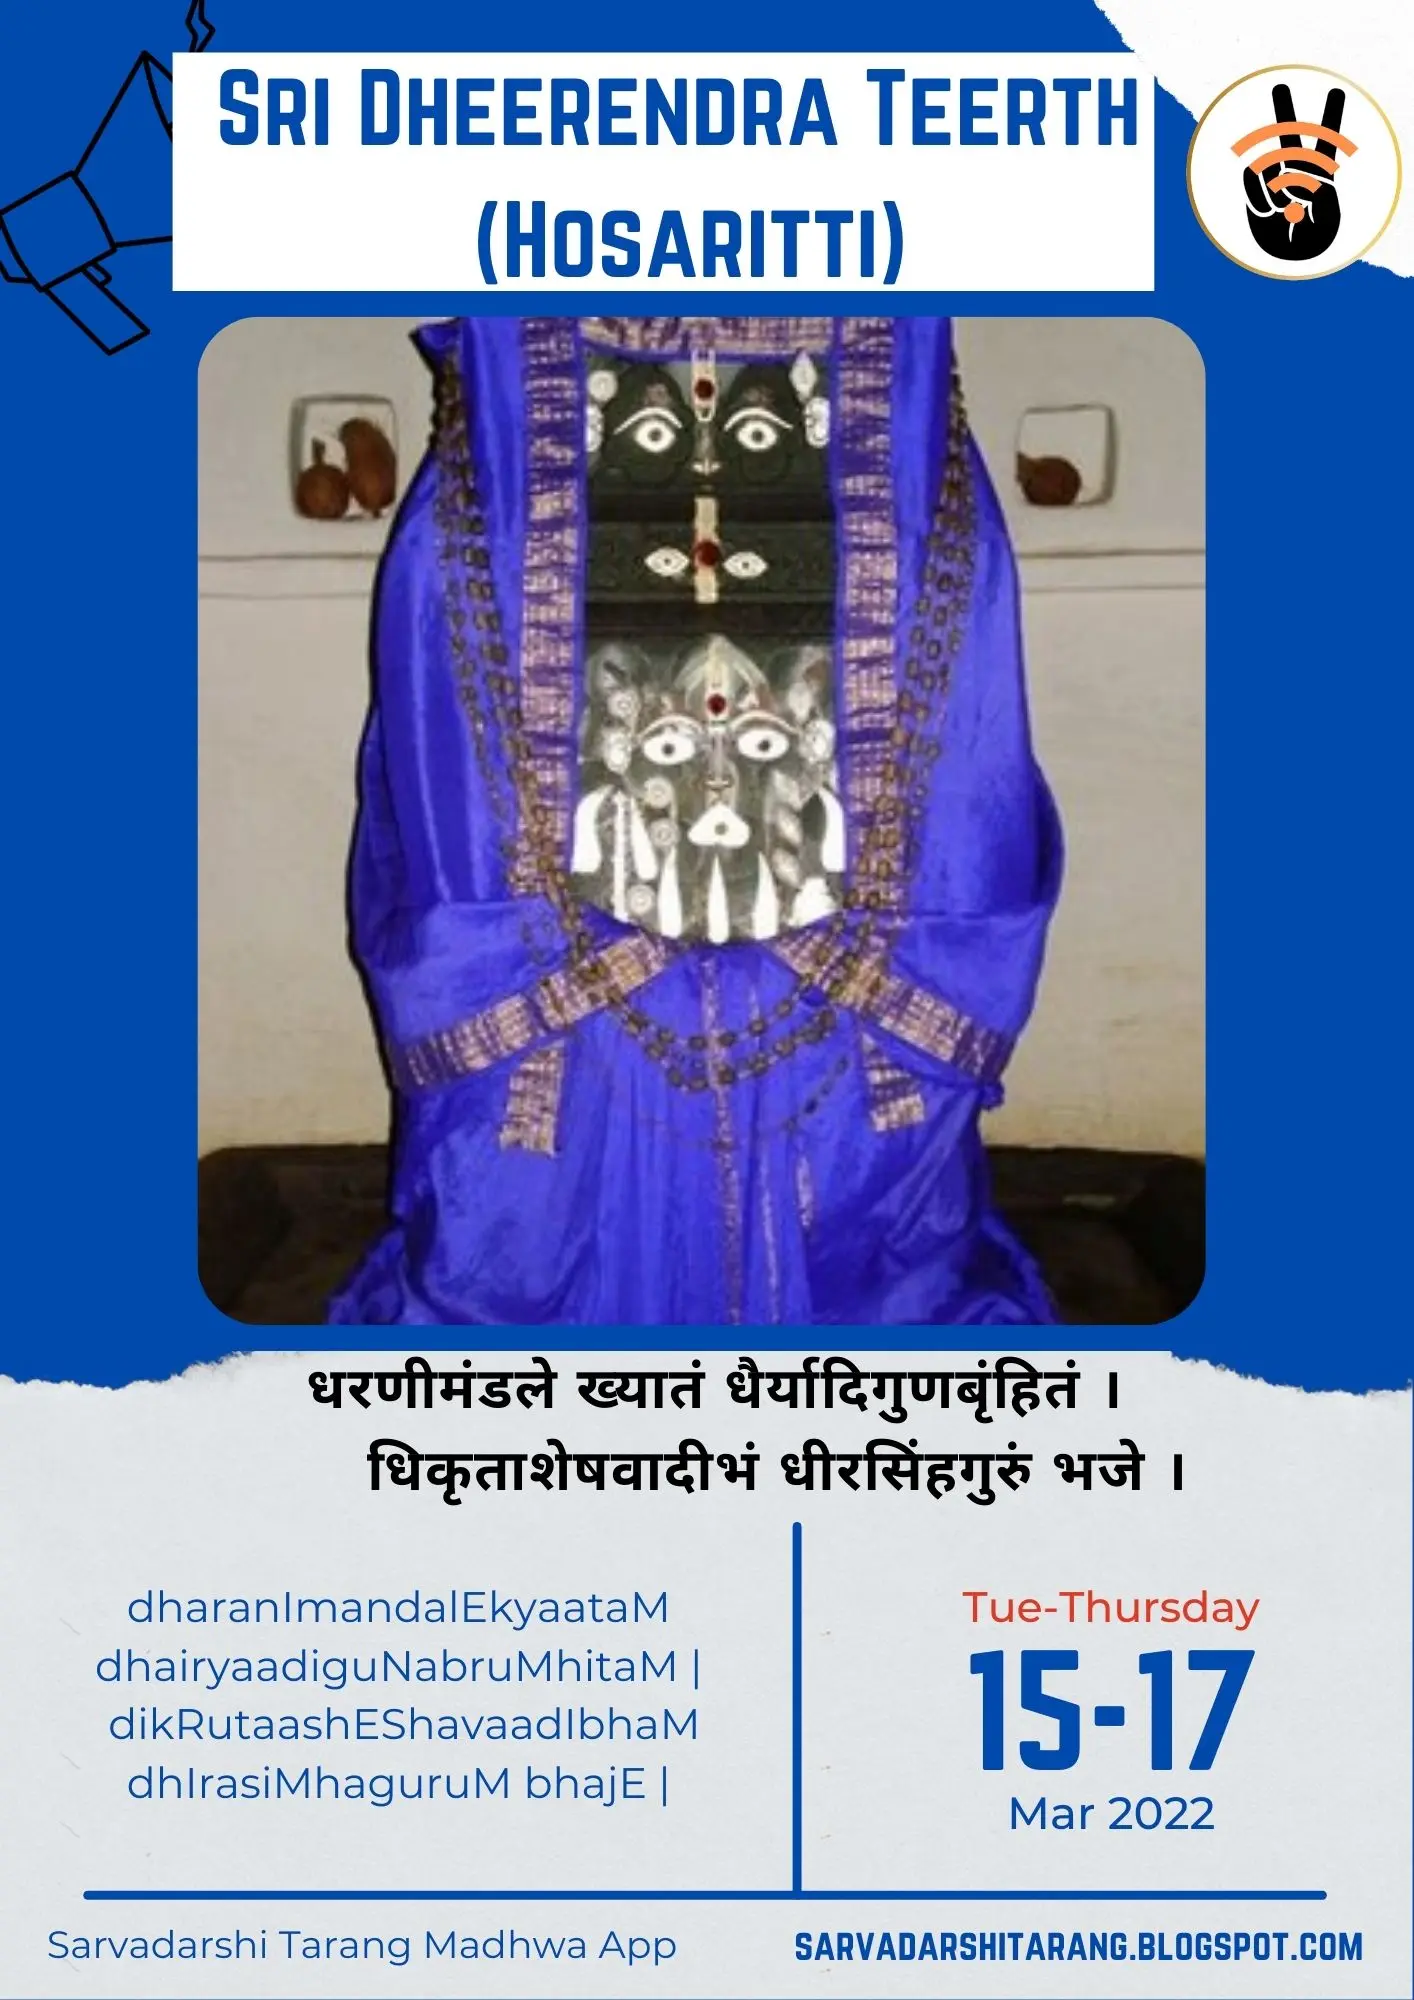 Sri Dheerendra Teerth
(Hosaritti)
धरणीमंडले ख्यातं धैर्यादिगुणबृंहितं ।
धिकृताशेषवादीभं धीरसिंहगुरुं भजे ।
dharanImandalEkyaataM
dhairyaadiguNabruMhitaM |
dikRutaashEShavaadIbhaM
dhIrasiMhaguruM bhajE |
Tue-Thursday
15-17
Mar 2022
Sarvadarshi Tarang Madhwa App
SARVADARSHITARANG.BLOGSPOT.COM